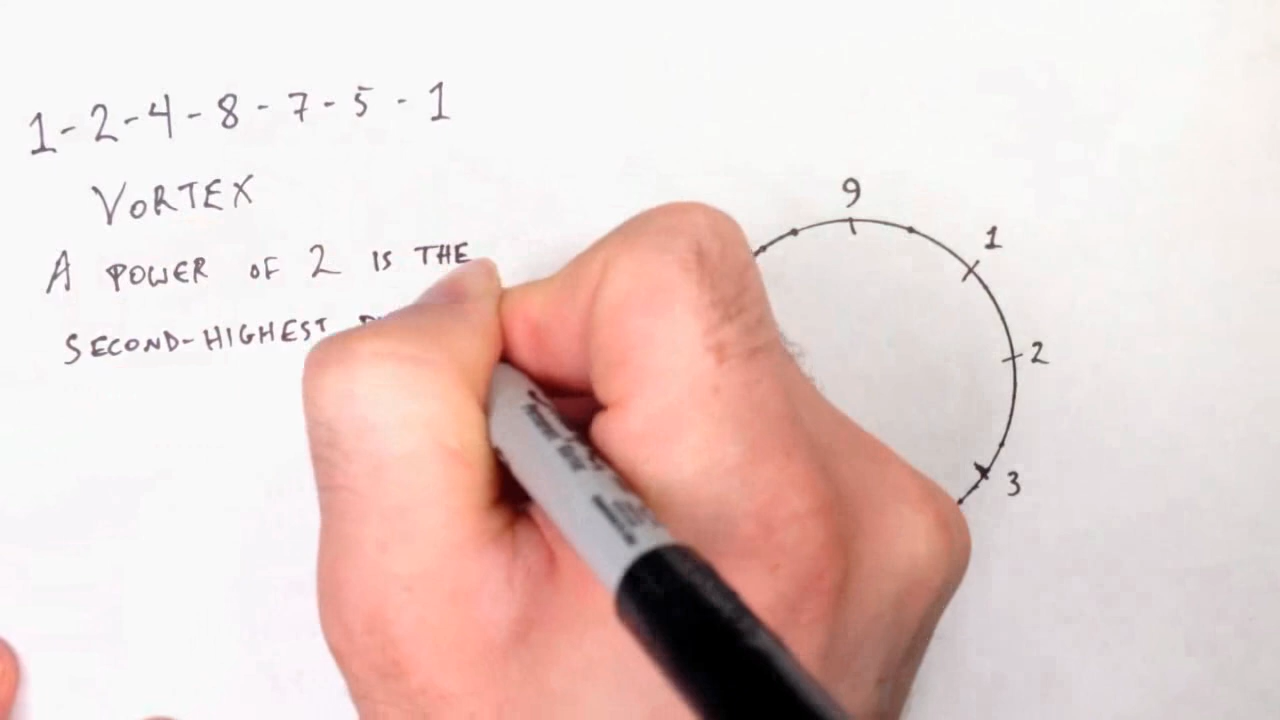 1-2-4-8-7-5-1
VORTEX
A POWER OF 2 IS THE
SECOND-HIGHEST
9
1
2
3